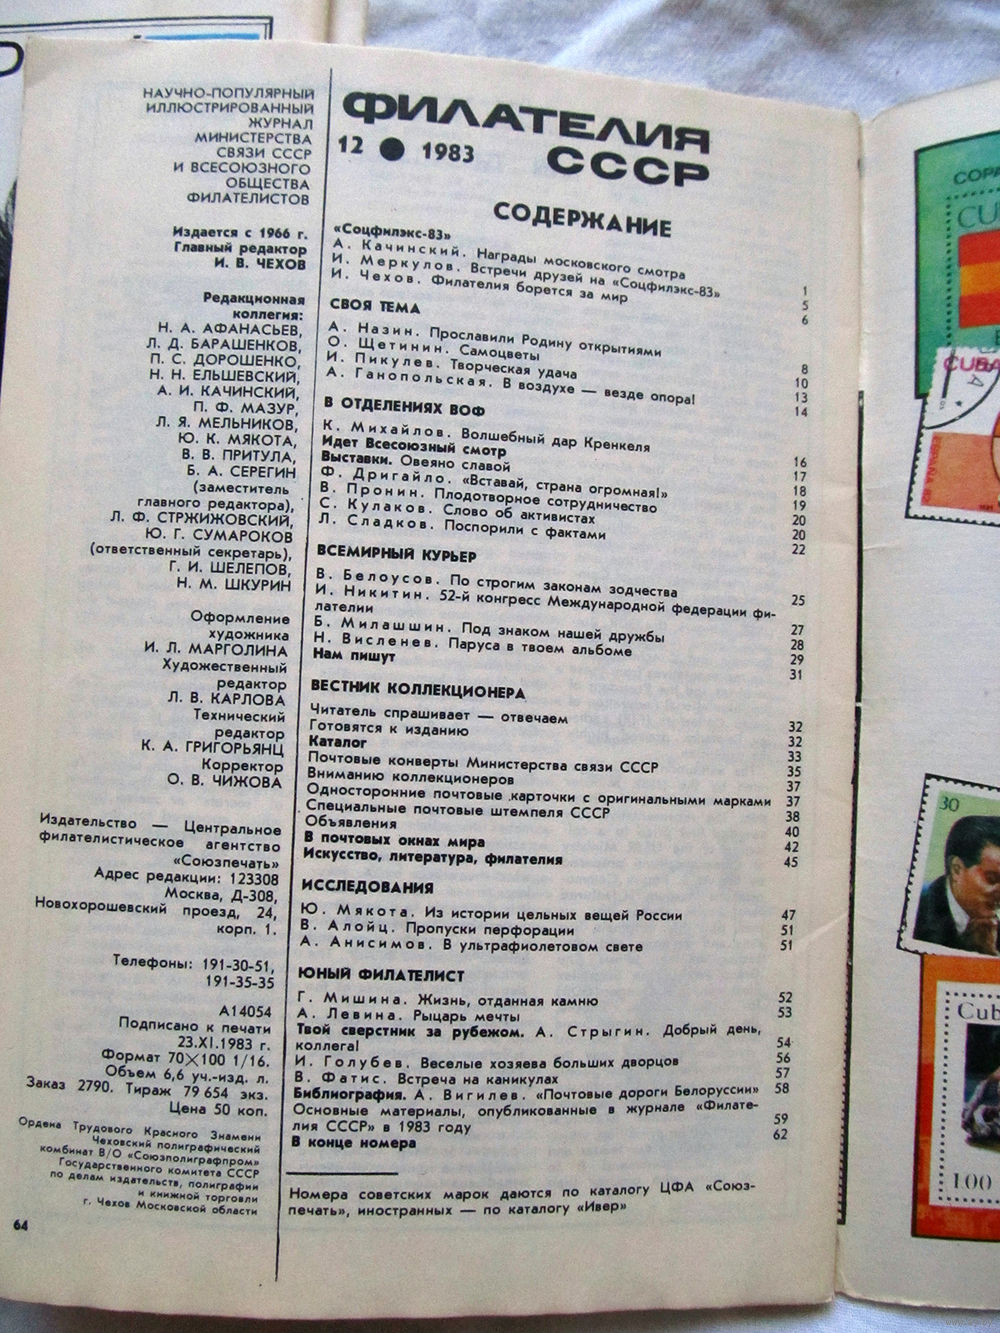 НАУЧНО-ПОПУЛЯРНЫЙ
ИЛЛЮСТРИРОВАННЫЙ
ЖУРНАЛ
МИНИСТЕРСТВА
СВЯЗИ СССР
И ВСЕСОЮЗНОГО
ОБЩЕСТВА
ФИЛАТЕЛИСТОВ
Издается с 1966 г.
Главный редактор
И. В. ЧЕХОВ
Редакционная
коллегия:
Н. А. АФАНАСЬЕВ,
Л. Д. БАРАШЕНКОВ,
П. С. ДОРОШЕНКО,
Н. Н. ЕЛЬШЕВСКИЙ,
А. И. КАЧИНСКИЙ,
П. Ф. МАЗУР,
Л. Я. МЕЛЬНИКОВ,
Ю. К. МЯКОТА,
В. В. ПРИТУЛА,
Б. А. СЕРЕГИН
(заместитель
главного редактора),
Л. Ф. СТРЖИЖОВСКИЙ,
Ю. Г. СУМАРОКОВ
(ответственный секретарь),
Г. И. ШЕЛЕПОВ,
Н. М. ШКУРИН
Оформление
художника
И. Л. МАРГОЛИНА
Художественный
редактор
Л. В. КАРЛОВА
Технический
редактор
К. А. ГРИГОРЬЯНЦ
Корректор
О. В. ЧИЖОВА
Издательство — Центральное
филателистическое агентство
«Союзпечать»
Адрес редакции: 123308
Москва, Д-308,
Новохорошевский проезд, 24,
корп. 1.
Телефоны: 191-30-51,
191-35-35
А14054
Подписано к печати
23.XI.1983 г.
Формат 70×100 1/16.
Объем 6,6 уч.-изд. л.
Заказ 2790. Тираж 79 654 экз.
Цена 50 коп.
Ордена Трудового Красного Знамени
Чеховский полиграфический
комбинат В/О «Союзполиграфпром»
Государственного комитета СССР
по делам издательств, полиграфии
и книжной торговли
г. Чехов Московской области
64
ФИЛАТЕЛИЯ
СССР
12 ● 1983
СОДЕРЖАНИЕ
«Соцфилэкс-83»
А. Качинский. Награды московского смотра 1
И. Меркулов. Встречи друзей на «Соцфилэкс-83» 5
И. Чехов. Филателия борется за мир 6
СВОЯ ТЕМА
А. Назин. Прославили Родину открытиями 8
О. Щетинин. Самоцветы 10
И. Пикулев. Творческая удача 13
А. Ганопольская. В воздухе — везде опора! 14
В ОТДЕЛЕНИЯХ ВОФ
К. Михайлов. Волшебный дар Кренкеля 16
Идет Всесоюзный смотр 17
Выставки. Овеяно славой 18
Ф. Дригайло. «Вставай, страна огромная!» 19
В. Пронин. Плодотворное сотрудничество 20
С. Кулаков. Слово об активистах 20
Л. Сладков. Поспорили с фактами 22
ВСЕМИРНЫЙ КУРЬЕР
В. Белоусов. По строгим законам зодчества 25
И. Никитин. 52-й конгресс Международной федерации фи-
лателии 27
Б. Милашшин. Под знаком нашей дружбы 28
Н. Висленев. Паруса в твоем альбоме 29
Нам пишут 31
ВЕСТНИК КОЛЛЕКЦИОНЕРА
Читатель спрашивает — отвечаем 32
Готовятся к изданию 32
Каталог 33
Почтовые конверты Министерства связи СССР 35
Вниманию коллекционеров 37
Односторонние почтовые карточки с оригинальными марками 37
Специальные почтовые штемпеля СССР 38
Объявления 40
В почтовых окнах мира 42
Искусство, литература, филателия 45
ИССЛЕДОВАНИЯ
Ю. Мякота. Из истории цельных вещей России 47
В. Алойц. Пропуски перфорации 51
А. Анисимов. В ультрафиолетовом свете 51
ЮНЫЙ ФИЛАТЕЛИСТ
Г. Мишина. Жизнь, отданная камню 52
А. Левина. Рыцарь мечты 53
Твой сверстник за рубежом. А. Стрыгин. Добрый день,
коллега! 54
И. Голубев. Веселые хозяева больших дворцов 56
В. Фатис. Встреча на каникулах 57
Библиография. А. Вигилев. «Почтовые дороги Белоруссии» 58
Основные материалы, опубликованные в журнале «Филате-
лия СССР» в 1983 году 59
В конце номера 62
Номера советских марок даются по каталогу ЦФА «Союз-
печать», иностранных — по каталогу «Ивер»
COPA
CU
CUBA
30
Cub
1.00